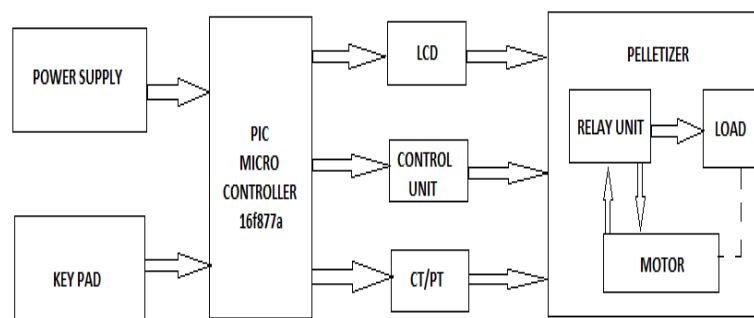 POWER SUPPLY
KEY PAD
PIC
MICRO
CONTROLLER
16f877a
LCD
CONTROL
UNIT
CT/PT
PELLETIZER
RELAY UNIT
LOAD
MOTOR